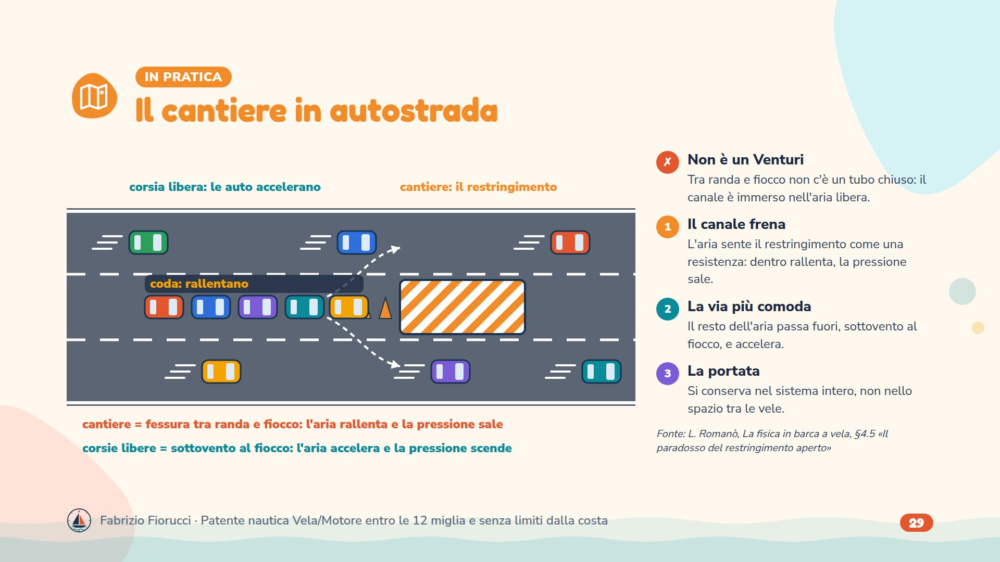 IN PRATICA
Il cantiere in autostrada
corsia libera: le auto accelerano
cantiere: il restringimento
coda: rallentano
cantiere = fessura tra randa e fiocco: l'aria rallenta e la pressione sale
corsie libere = sottovento al fiocco: l'aria accelera e la pressione scende
✗
Non è un Venturi
Tra randa e fiocco non c'è un tubo chiuso: il
canale è immerso nell'aria libera.
1
Il canale frena
L'aria sente il restringimento come una
resistenza: dentro rallenta, la pressione
sale.
2
La via più comoda
Il resto dell'aria passa fuori, sottovento al
fiocco, e accelera.
3
La portata
Si conserva nel sistema intero, non nello
spazio tra le vele.
Fonte: L. Romanò, La fisica in barca a vela, §4.5 «Il
paradosso del restringimento aperto»
Fabrizio Fiorucci · Patente nautica Vela/Motore entro le 12 miglia e senza limiti dalla costa
29